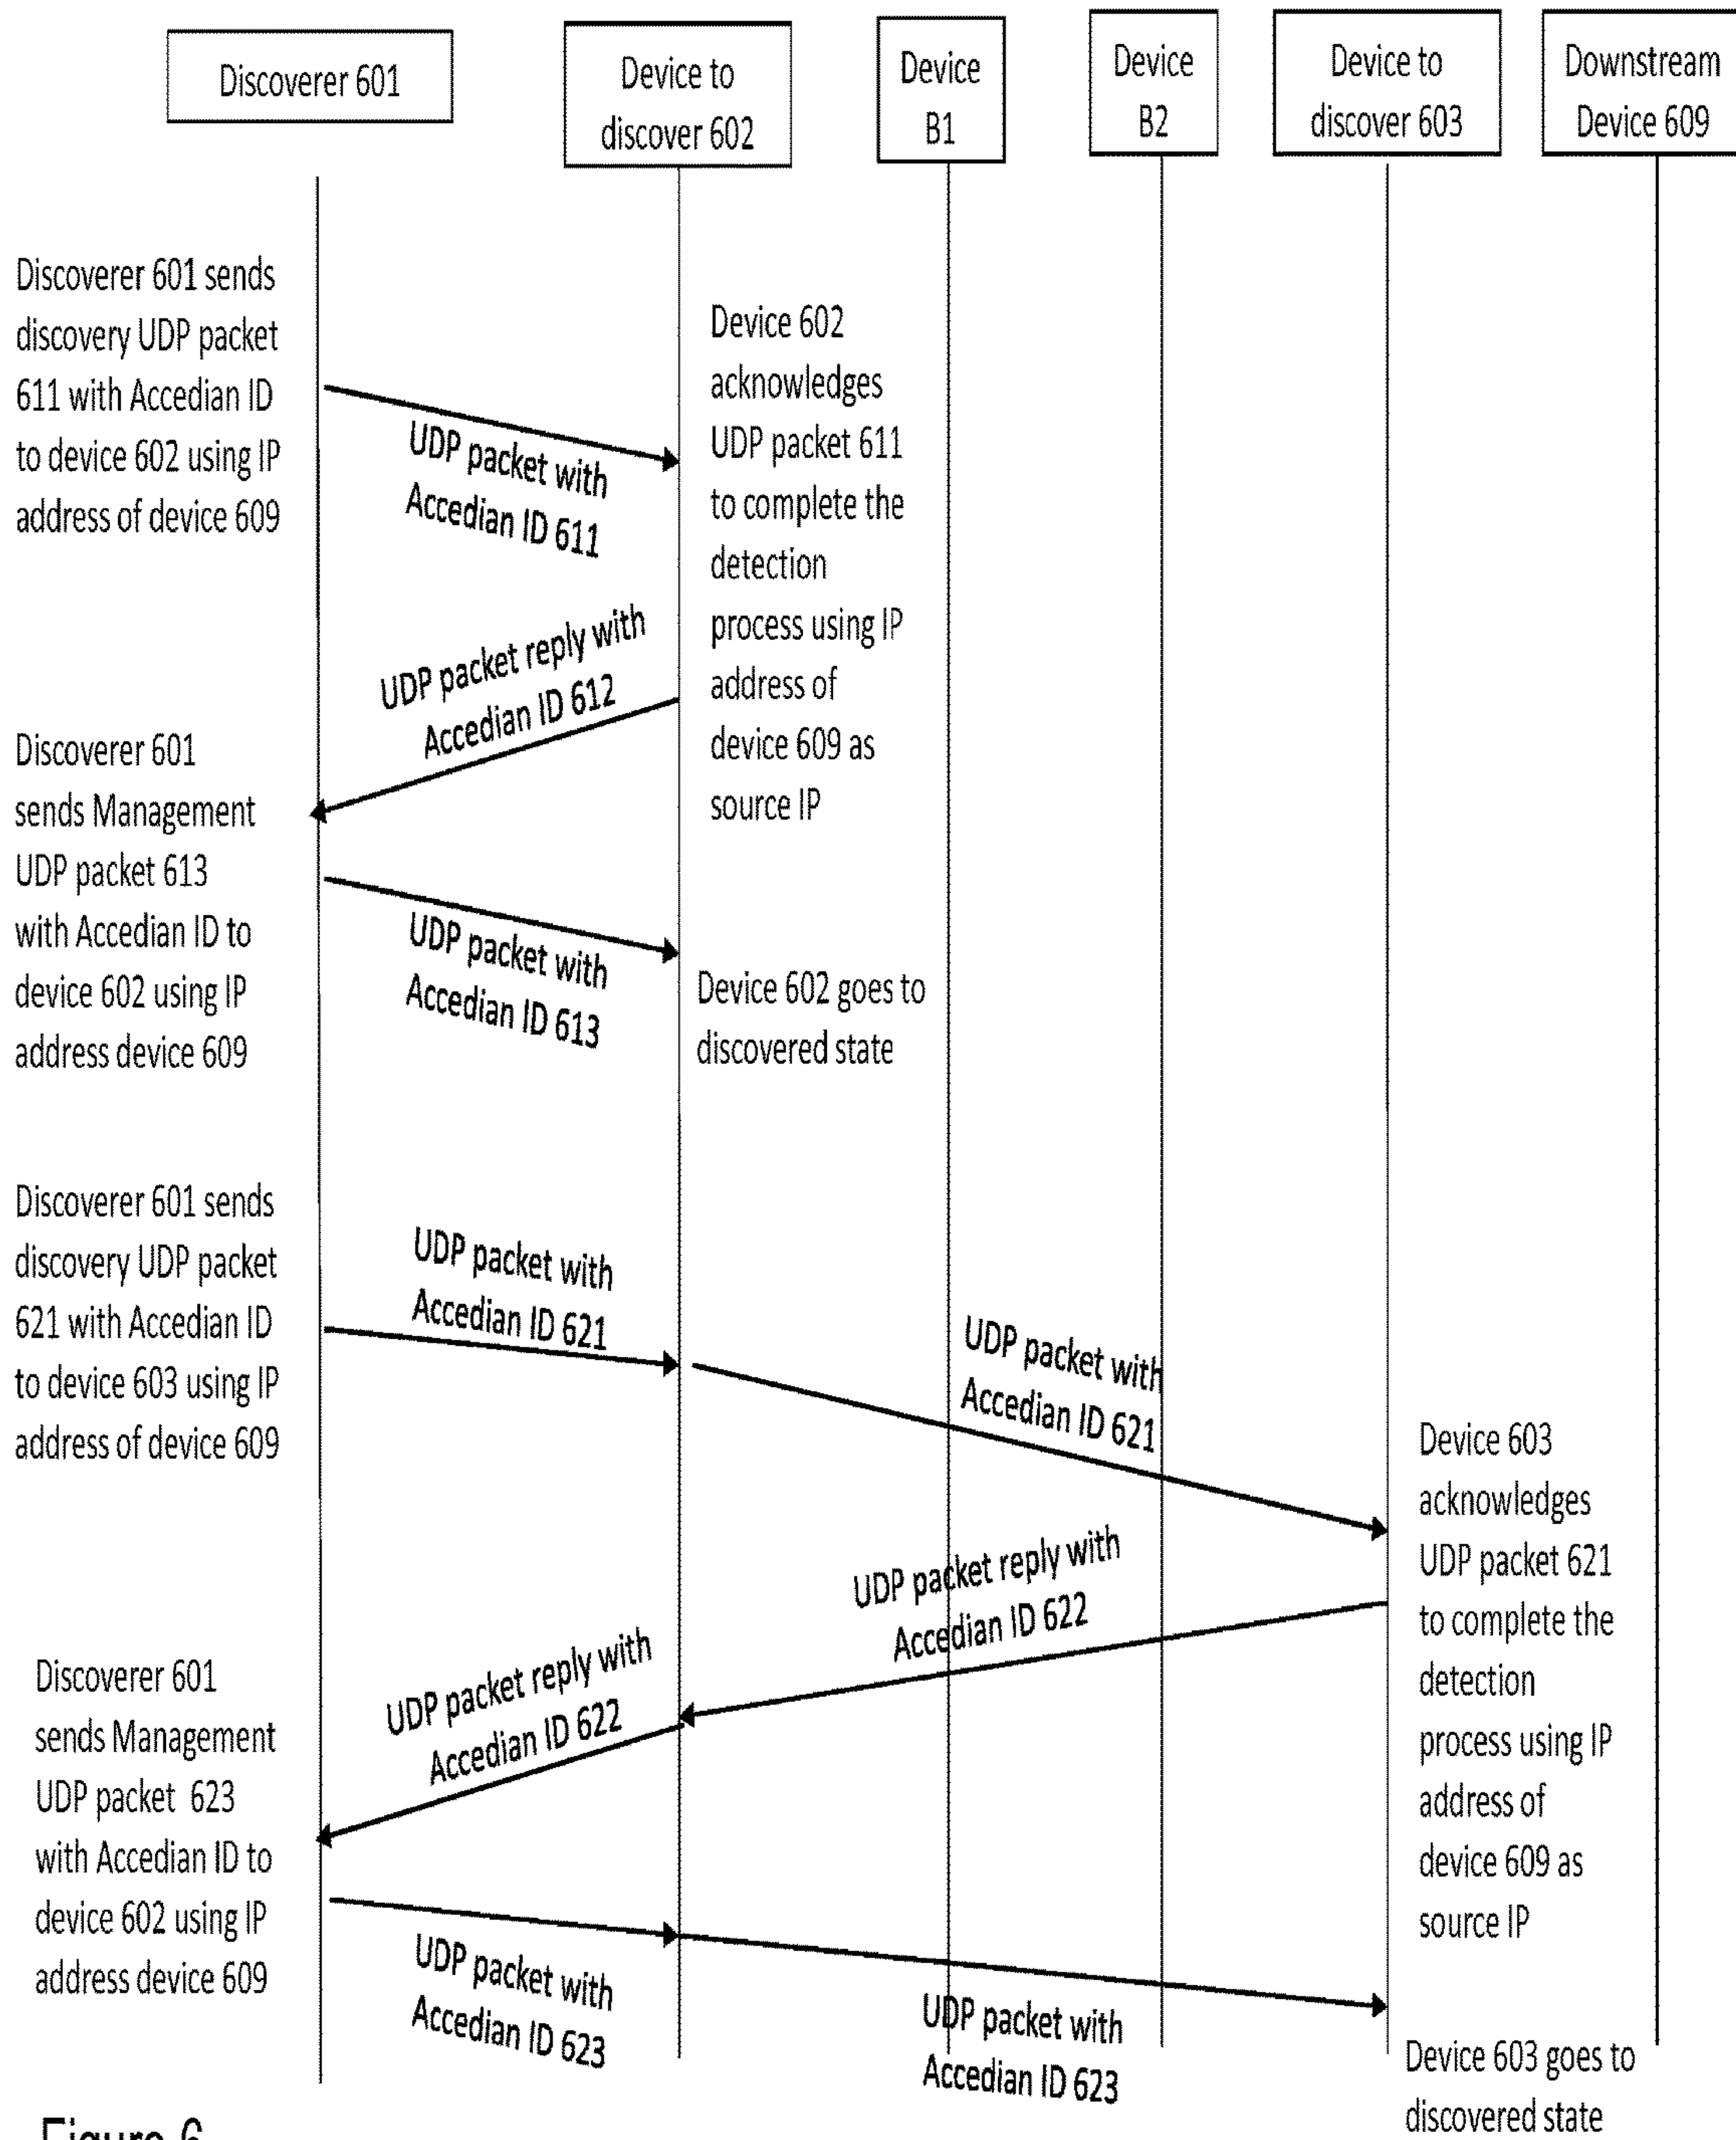 Discoverer 601
Device to
discover 602
Device
B1
Device
B2
Device to
discover 603
Downstream
Device 609
Discoverer 601 sends
discovery UDP packet
611 with Accedian ID
to device 602 using IP
address of device 609
UDP packet with
Accedian ID 611
Device 602
acknowledges
UDP packet 611
to complete the
detection
process using IP
address of
device 609 as
source IP
UDP packet reply with
Accedian ID 612
Discoverer 601
sends Management
UDP packet 613
with Accedian ID to
device 602 using IP
address device 609
UDP packet with
Accedian ID 613
Device 602 goes to
discovered state
Discoverer 601 sends
discovery UDP packet
621 with Accedian ID
to device 603 using IP
address of device 609
UDP packet with
Accedian ID 621
UDP packet with
Accedian ID 621
Device 603
acknowledges
UDP packet 621
to complete the
detection
process using IP
address of
device 609 as
source IP
UDP packet reply with
Accedian ID 622
UDP packet reply with
Accedian ID 622
Discoverer 601
sends Management
UDP packet 623
with Accedian ID to
device 602 using IP
address device 609
UDP packet with
Accedian ID 623
UDP packet with
Accedian ID 623
Device 603 goes to
discovered state
Figure 6